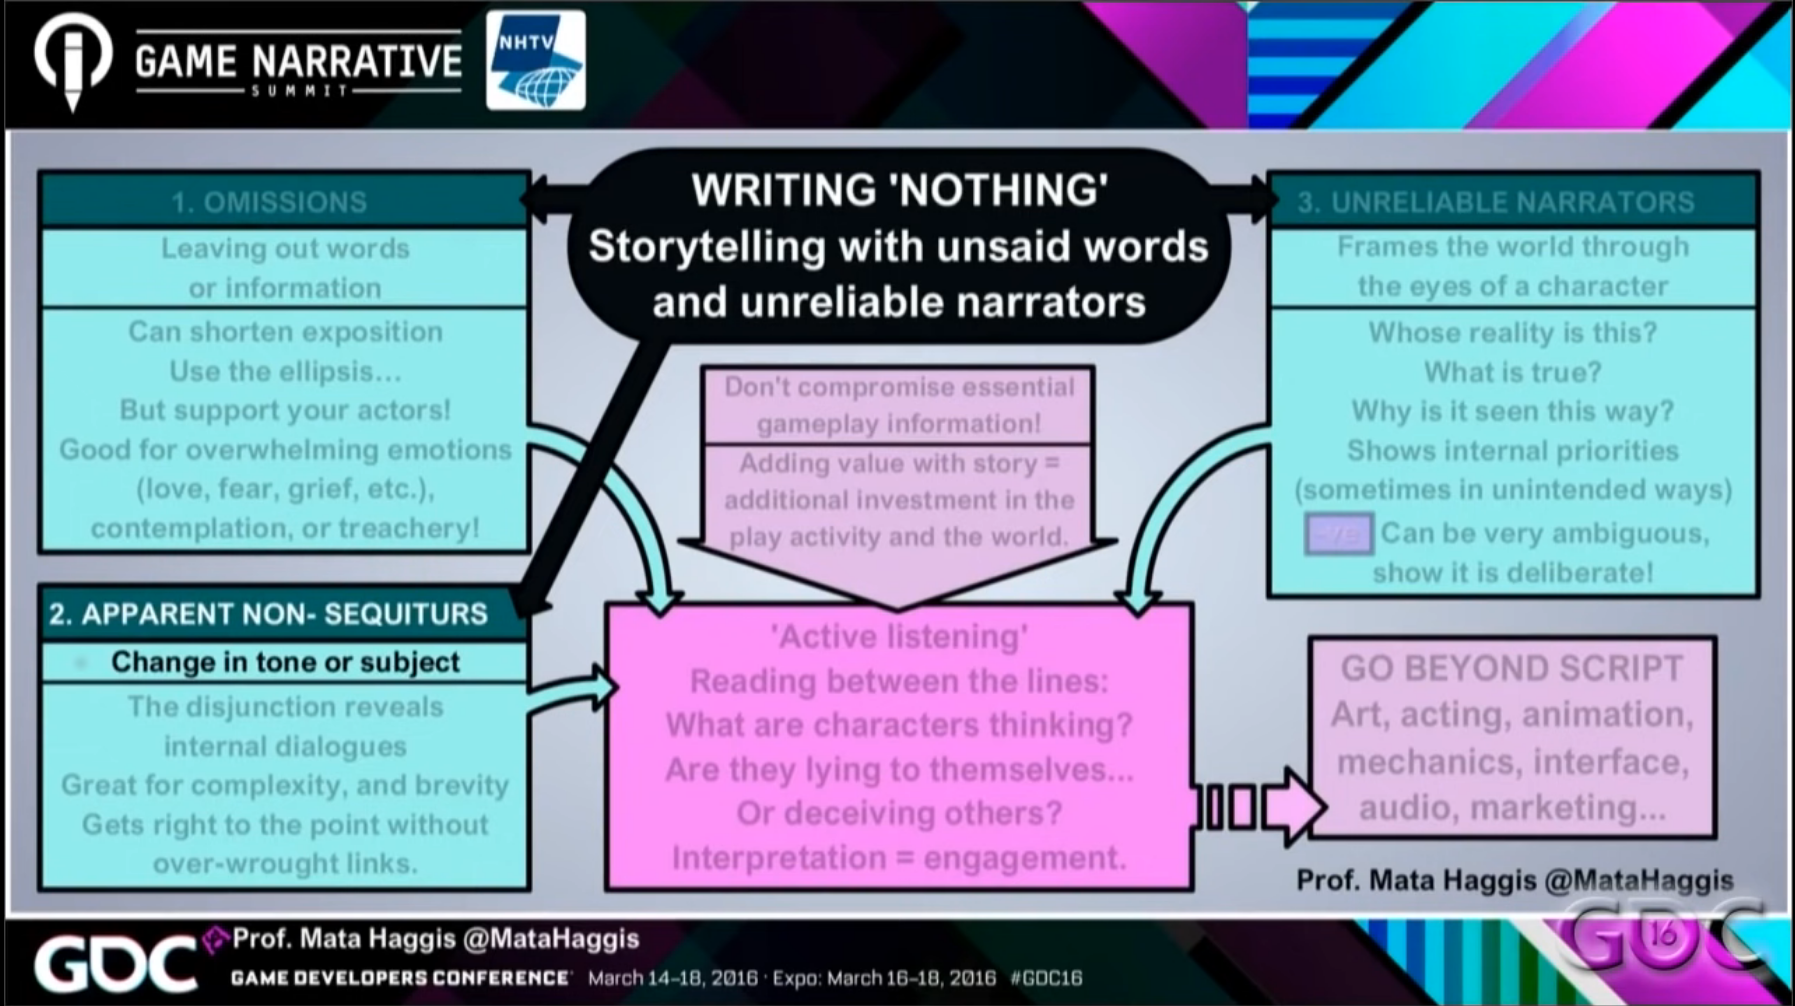 GAME NARRATIVE
SUMMIT
NHTV
WRITING 'NOTHING'
Storytelling with unsaid words
and unreliable narrators
1. OMISSIONS
Leaving out words
or information
Can shorten exposition
Use the ellipsis...
But support your actors!
Good for overwhelming emotions
(love, fear, grief, etc.),
contemplation, or treachery!
2. APPARENT NON- SEQUITURS
Change in tone or subject
The disjunction reveals
internal dialogues
Great for complexity, and brevity
Gets right to the point without
over-wrought links.
Don't compromise essential
gameplay information!
Adding value with story =
additional investment in the
play activity and the world.
'Active listening'
Reading between the lines:
What are characters thinking?
Are they lying to themselves...
Or deceiving others?
Interpretation = engagement.
3. UNRELIABLE NARRATORS
Frames the world through
the eyes of a character
Whose reality is this?
What is true?
Why is it seen this way?
Shows internal priorities
(sometimes in unintended ways)
-ve Can be very ambiguous,
show it is deliberate!
GO BEYOND SCRIPT
Art, acting, animation,
mechanics, interface,
audio, marketing...
Prof. Mata Haggis @MataHaggis
GDC
Prof. Mata Haggis @MataHaggis
GAME DEVELOPERS CONFERENCE March 14-18, 2016 · Expo: March 16-18, 2016 #GDC16
GDC 16